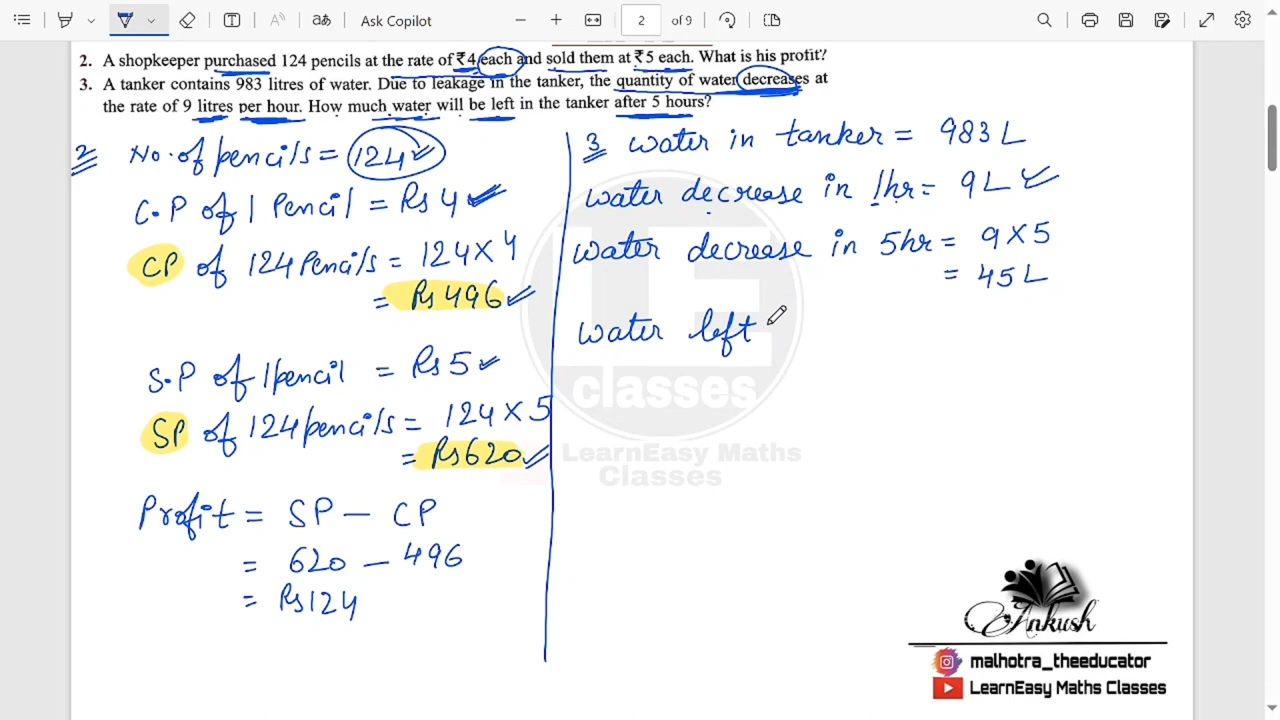 Ask Copilot
2
of 9
2. A shopkeeper purchased 124 pencils at the rate of ₹4 each and sold them at ₹5 each. What is his profit?
3. A tanker contains 983 litres of water. Due to leakage in the tanker, the quantity of water decreases at
the rate of 9 litres per hour. How much water will be left in the tanker after 5 hours?
2 No. of pencils = 124
C.P of 1 Pencil = Rs 4
CP of 124 Pencils = 124 × 4
= Rs 496
S.P of 1 pencil = Rs 5
SP of 124 pencils = 124 × 5
= Rs 620
Profit = SP – CP
= 620 – 496
= Rs 124
3 water in tanker = 983 L
water decrease in 1hr = 9 L
water decrease in 5hr = 9 × 5
= 45 L
water left
LE
classes
LearnEasy Maths
Classes
Ankush
malhotra_theeducator
LearnEasy Maths Classes